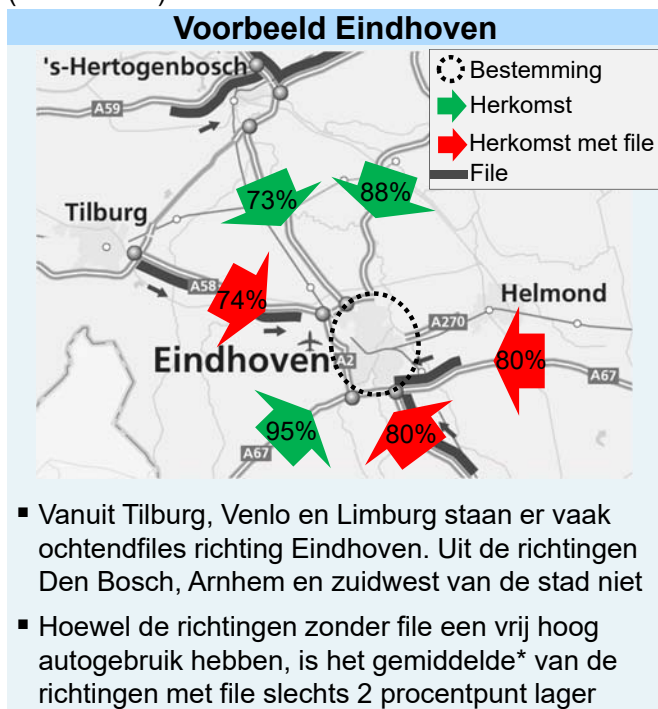 Voorbeeld Eindhoven
's-Hertogenbosch
A59
Bestemming
Herkomst
Herkomst met file
File
73%
88%
Tilburg
A58
74%
Helmond
A270
Eindhoven
A2
80%
A67
95%
80%
A67
▪ Vanuit Tilburg, Venlo en Limburg staan er vaak
ochtendfiles richting Eindhoven. Uit de richtingen
Den Bosch, Arnhem en zuidwest van de stad niet
▪ Hoewel de richtingen zonder file een vrij hoog
autogebruik hebben, is het gemiddelde* van de
richtingen met file slechts 2 procentpunt lager